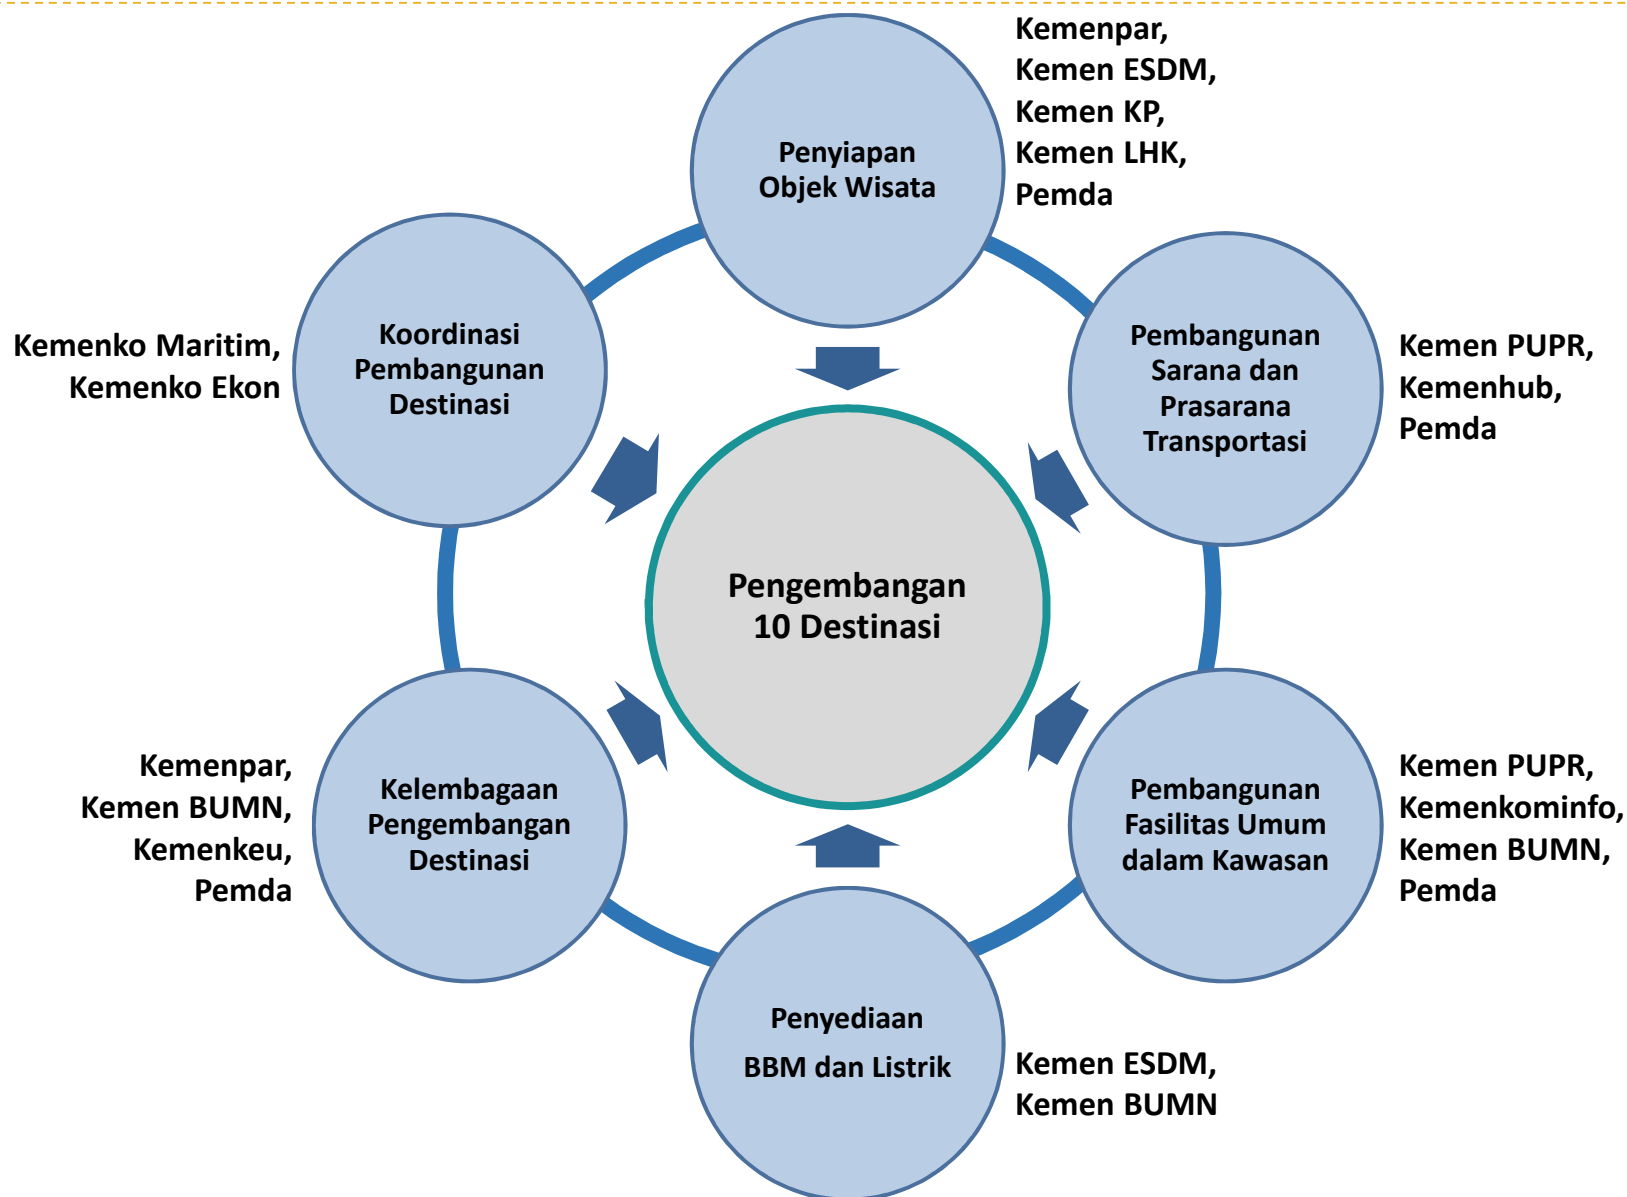 Penyiapan
Objek Wisata
Kemenpar,
Kemen ESDM,
Kemen KP,
Kemen LHK,
Pemda
Pembangunan
Sarana dan
Prasarana
Transportasi
Kemen PUPR,
Kemenhub,
Pemda
Pembangunan
Fasilitas Umum
dalam Kawasan
Kemen PUPR,
Kemenkominfo,
Kemen BUMN,
Pemda
Penyediaan
BBM dan Listrik
Kemen ESDM,
Kemen BUMN
Kelembagaan
Pengembangan
Destinasi
Kemenpar,
Kemen BUMN,
Kemenkeu,
Pemda
Koordinasi
Pembangunan
Destinasi
Kemenko Maritim,
Kemenko Ekon
Pengembangan
10 Destinasi